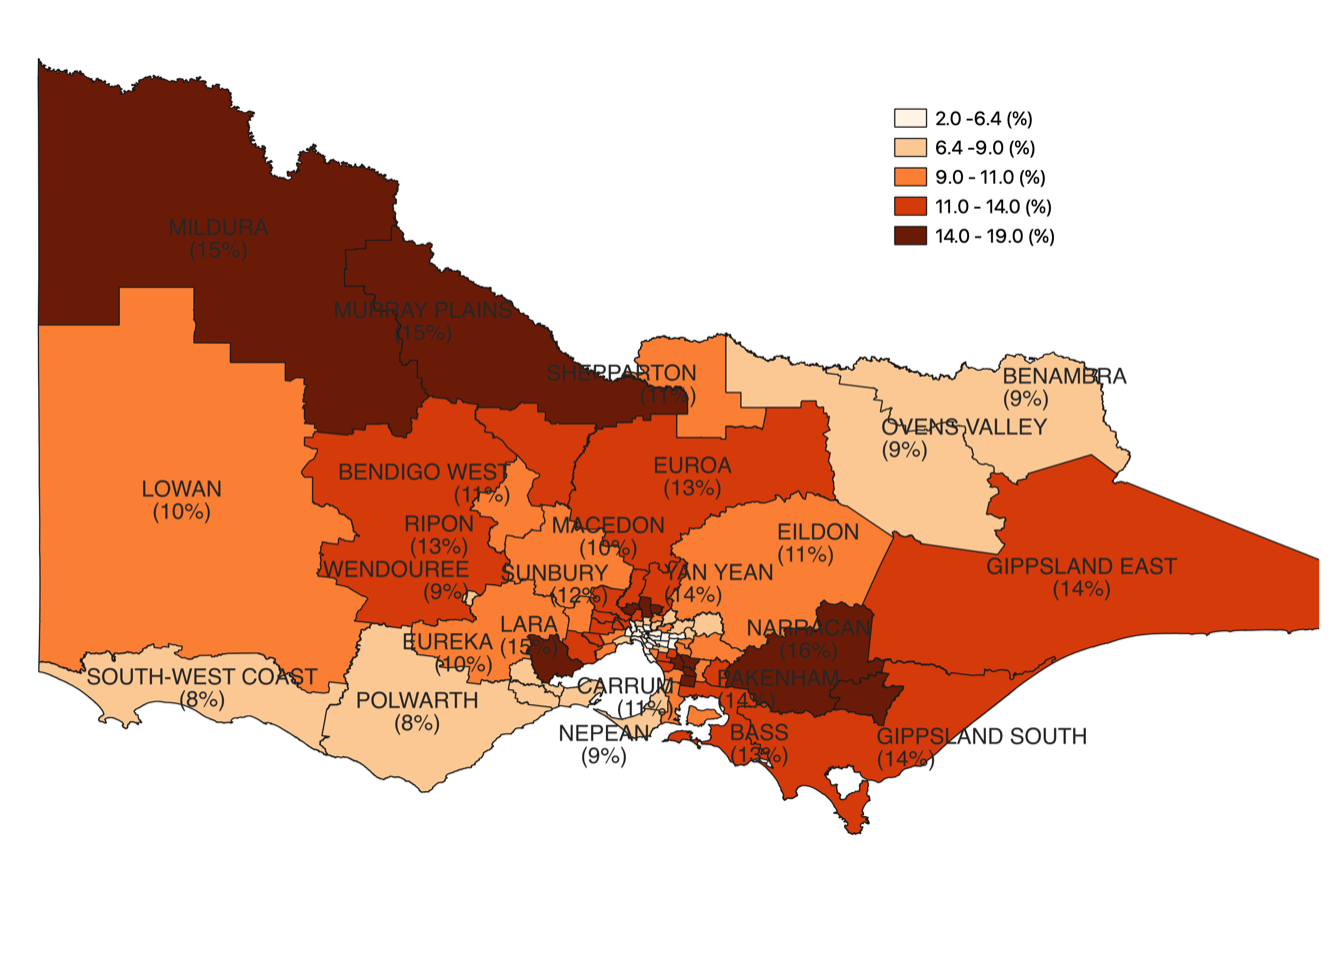 2.0 -6.4 (%)
6.4 -9.0 (%)
9.0 - 11.0 (%)
11.0 - 14.0 (%)
14.0 - 19.0 (%)
MILDURA
(15%)
MURRAY PLAINS
(15%)
SHEPPARTON
(11%)
BENAMBRA
(9%)
OVENS VALLEY
(9%)
LOWAN
(10%)
BENDIGO WEST
(11%)
EUROA
(13%)
RIPON
(13%)
MACEDON
(10%)
EILDON
(11%)
WENDOUREE
(9%)
SUNBURY
(12%)
YAN YEAN
(14%)
GIPPSLAND EAST
(14%)
LARA
(15%)
EUREKA
(10%)
NARRACAN
(16%)
SOUTH-WEST COAST
(8%)
POLWARTH
(8%)
CARRUM
(11%)
PAKENHAM
(14%)
NEPEAN
(9%)
BASS
(13%)
GIPPSLAND SOUTH
(14%)